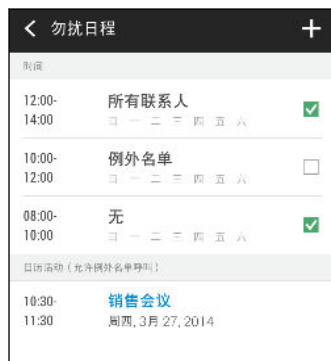 勿扰日程
时间
12:00-
14:00
所有联系人
日 一 二 三 四 五 六
10:00-
12:00
例外名单
日 一 二 三 四 五 六
08:00-
10:00
无
日 一 二 三 四 五 六
日历活动（允许例外名单呼叫）
10:30-
11:30
销售会议
周四, 3月 27, 2014